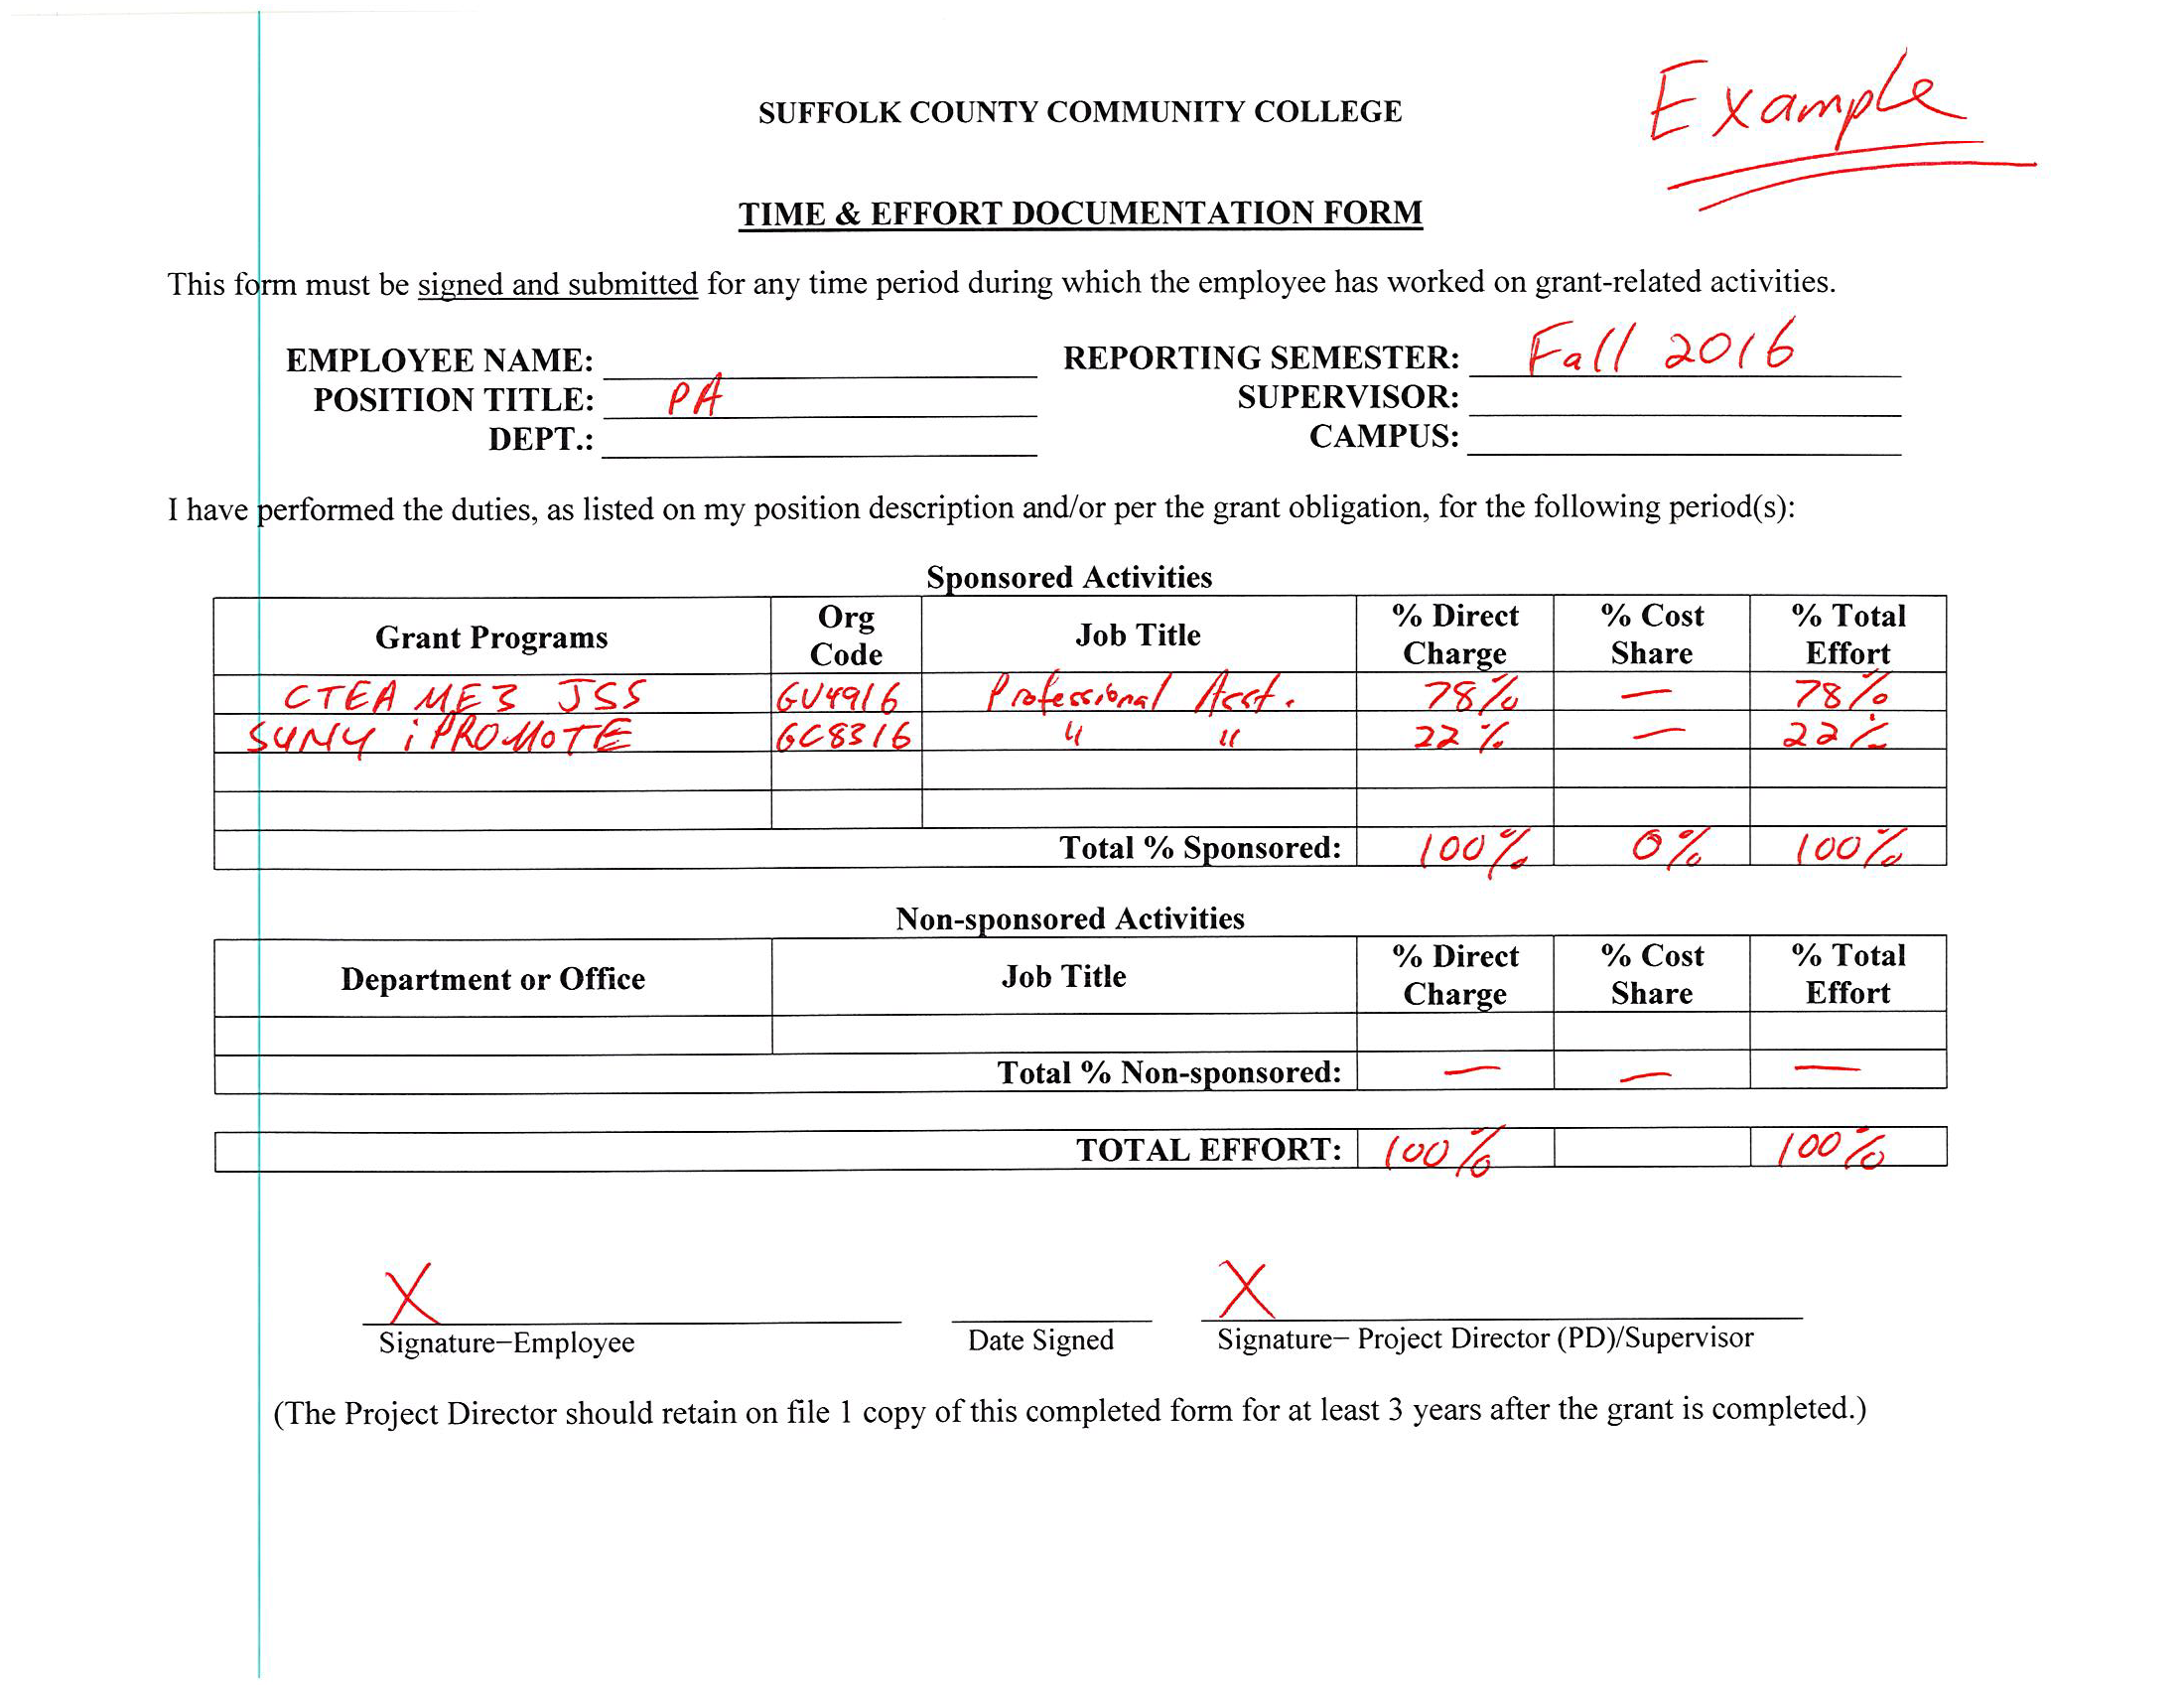 Example
SUFFOLK COUNTY COMMUNITY COLLEGE
TIME & EFFORT DOCUMENTATION FORM
This form must be signed and submitted for any time period during which the employee has worked on grant-related activities.
EMPLOYEE NAME: REPORTING SEMESTER: Fall 2016
POSITION TITLE: PA SUPERVISOR:
DEPT.: CAMPUS:
I have performed the duties, as listed on my position description and/or per the grant obligation, for the following period(s):
Sponsored Activities
Grant Programs Org Code Job Title % Direct Charge % Cost Share % Total Effort
CTEA ME3 JSS GU4916 Professional Asst. 78% — 78%
SUNY iPROMOTE GC8316 " " 22% — 22%
Total % Sponsored: 100% 0% 100%
Non-sponsored Activities
Department or Office Job Title % Direct Charge % Cost Share % Total Effort
Total % Non-sponsored: — — —
TOTAL EFFORT: 100% 100%
X X
Signature–Employee Date Signed Signature– Project Director (PD)/Supervisor
(The Project Director should retain on file 1 copy of this completed form for at least 3 years after the grant is completed.)